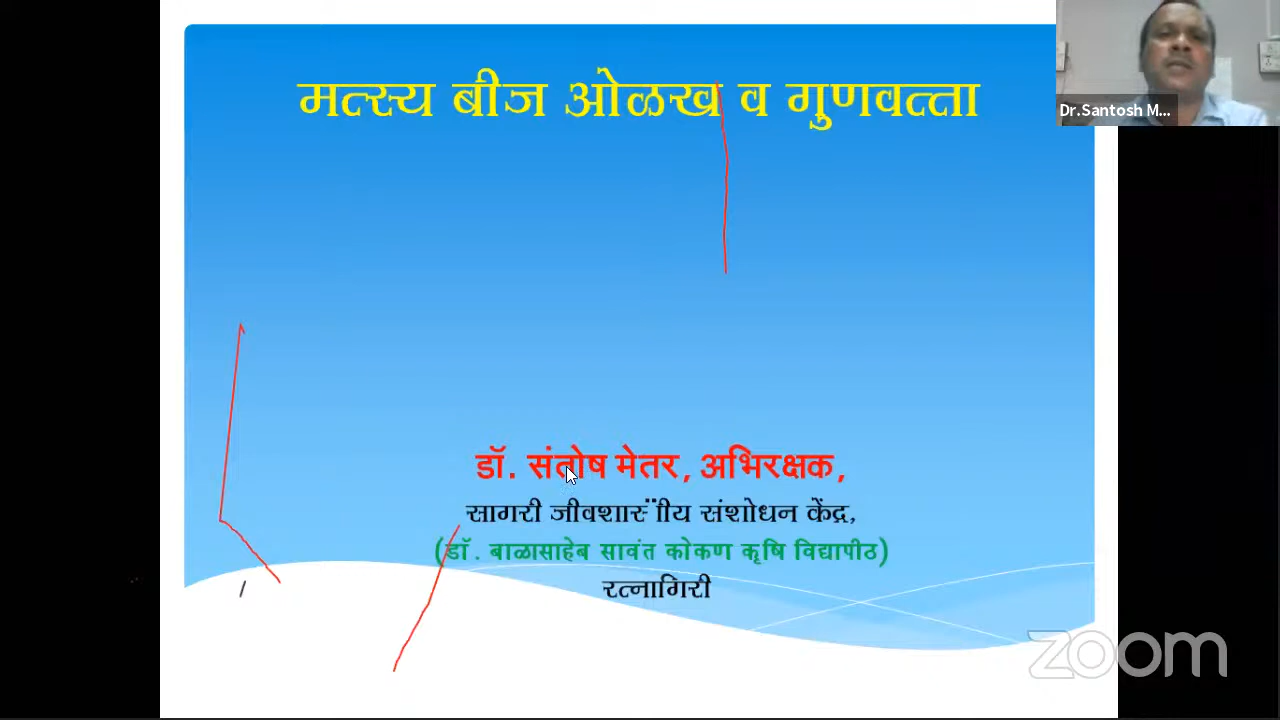 मत्स्य बीज ओळख व गुणवत्ता
Dr.Santosh M...
डॉ. संतोष मेतर, अभिरक्षक,
सागरी जीवशास्‍त्रीय संशोधन केंद्र,
(डॉ. बाळासाहेब सावंत कोकण कृषि विद्यापीठ)
रत्नागिरी
zoom